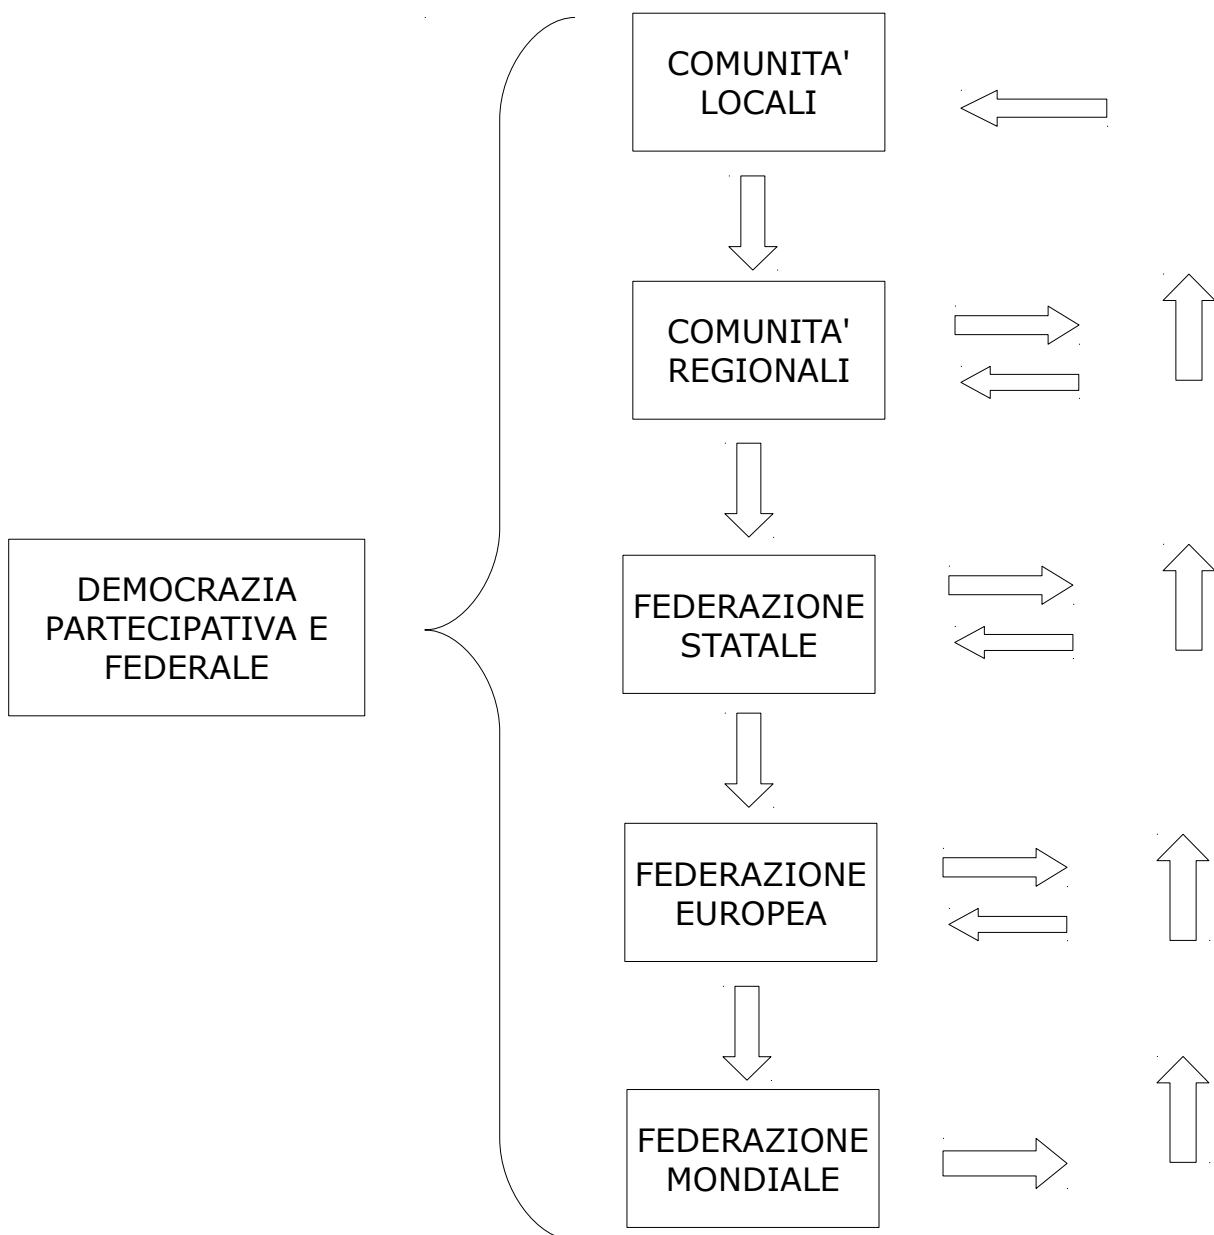 COMUNITA'
LOCALI
COMUNITA'
REGIONALI
DEMOCRAZIA
PARTECIPATIVA E
FEDERALE
FEDERAZIONE
STATALE
FEDERAZIONE
EUROPEA
FEDERAZIONE
MONDIALE